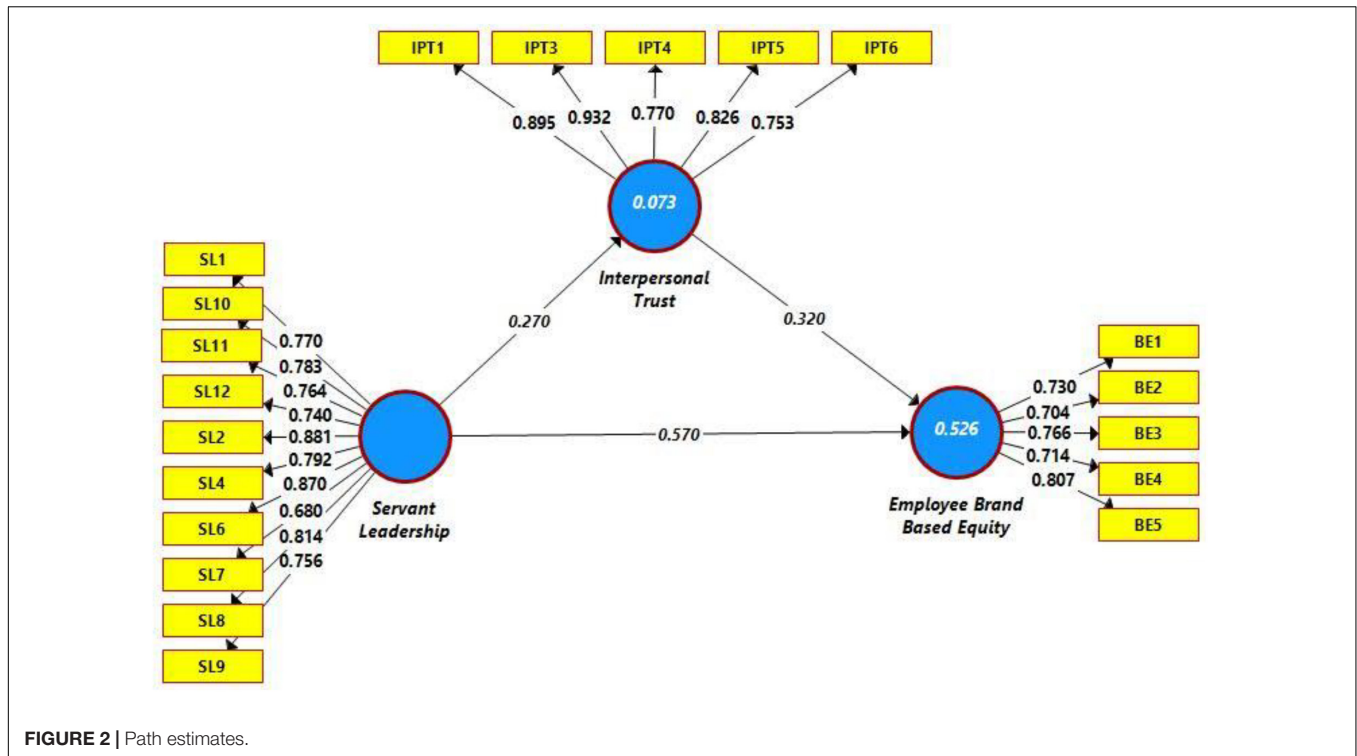 IPT1 IPT3 IPT4 IPT5 IPT6
0.895 0.932 0.770 0.826 0.753
0.073
Interpersonal
Trust
0.270
0.320
SL1
SL10
SL11
SL12
SL2
SL4
SL6
SL7
SL8
SL9
0.770
0.783
0.764
0.740
0.881
0.792
0.870
0.680
0.814
0.756
Servant
Leadership
0.570
0.526
Employee Brand
Based Equity
0.730
0.704
0.766
0.714
0.807
BE1
BE2
BE3
BE4
BE5
FIGURE 2 | Path estimates.